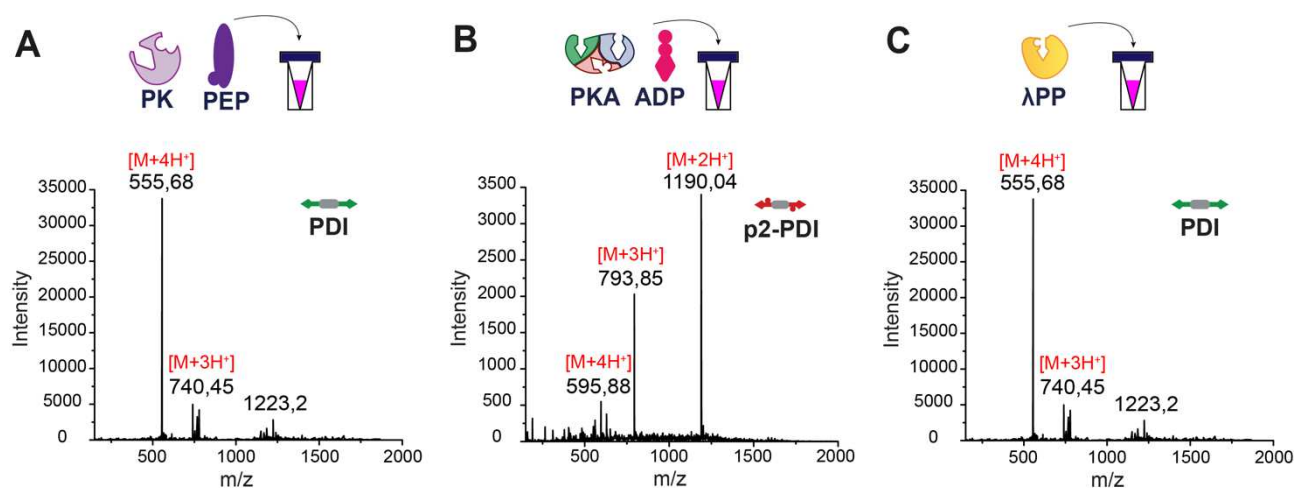 A
PK PEP
[M+4H⁺]
555,68
PDI
[M+3H⁺]
740,45
1223,2
35000
30000
25000
20000
15000
10000
5000
0
Intensity
500 1000 1500 2000
m/z
B
PKA ADP
[M+2H⁺]
1190,04
p2-PDI
[M+3H⁺]
793,85
[M+4H⁺]
595,88
3500
3000
2500
2000
1500
1000
500
0
Intensity
500 1000 1500 2000
m/z
C
λPP
[M+4H⁺]
555,68
PDI
[M+3H⁺]
740,45
1223,2
35000
30000
25000
20000
15000
10000
5000
0
Intensity
500 1000 1500 2000
m/z